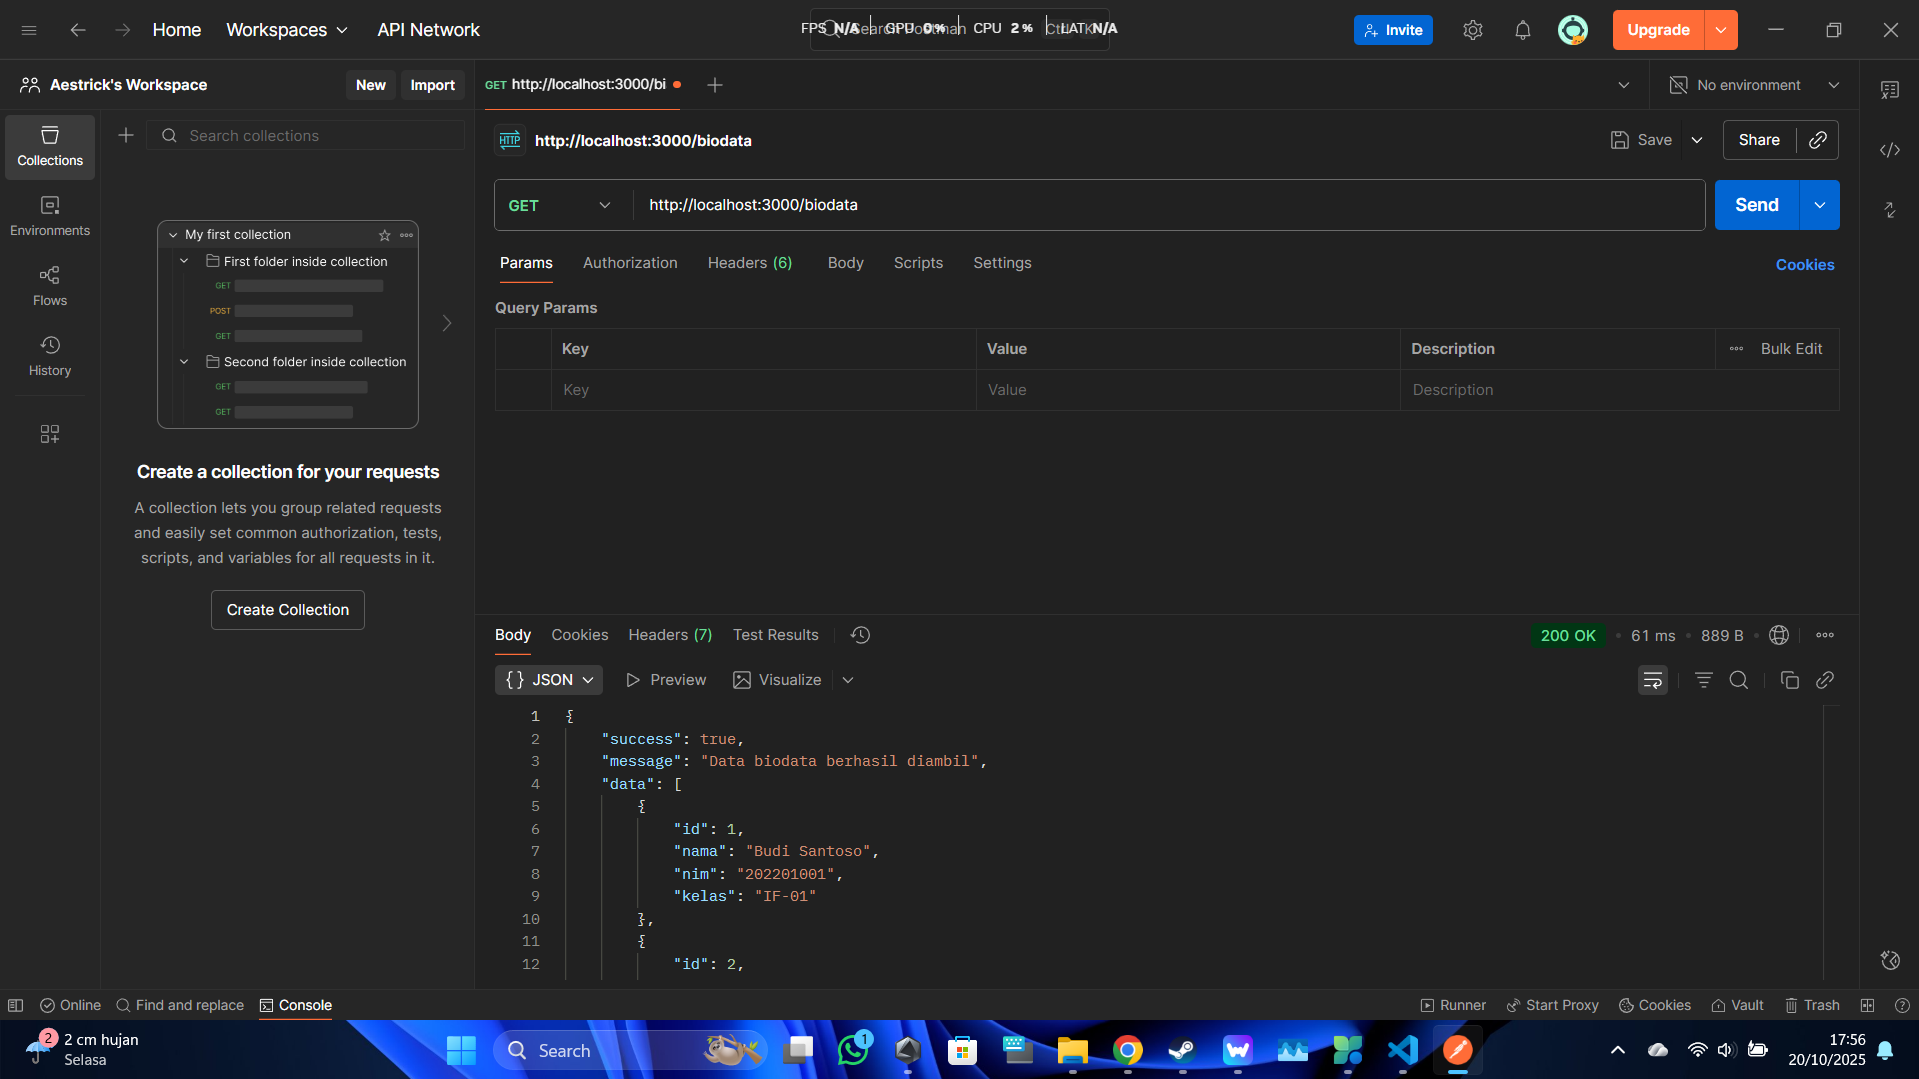 Home
Workspaces
API Network
FPS N/A GPU 0% CPU 2% LAT N/A
Invite
Upgrade
Aestrick's Workspace
New
Import
GET http://localhost:3000/bi
No environment
Collections
Search collections
HTTP http://localhost:3000/biodata
Save
Share
Environments
GET
http://localhost:3000/biodata
Send
My first collection
First folder inside collection
GET
POST
GET
Second folder inside collection
GET
GET
Flows
History
Params
Authorization
Headers (6)
Body
Scripts
Settings
Cookies
Query Params
Key
Value
Description
Bulk Edit
Key
Value
Description
Create a collection for your requests
A collection lets you group related requests
and easily set common authorization, tests,
scripts, and variables for all requests in it.
Create Collection
Body
Cookies
Headers (7)
Test Results
200 OK
61 ms
889 B
{} JSON
Preview
Visualize
1 {
2 "success": true,
3 "message": "Data biodata berhasil diambil",
4 "data": [
5 {
6 "id": 1,
7 "nama": "Budi Santoso",
8 "nim": "202201001",
9 "kelas": "IF-01"
10 },
11 {
12 "id": 2,
Online
Find and replace
Console
Runner
Start Proxy
Cookies
Vault
Trash
2
2 cm hujan
Selasa
Search
1
17:56
20/10/2025